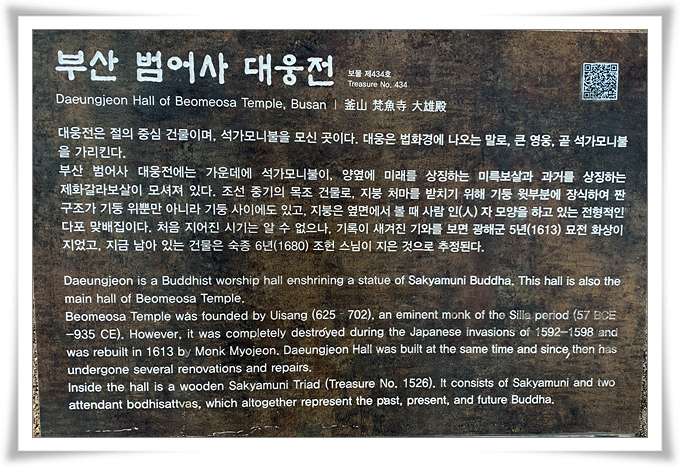 부산 범어사 대웅전 보물 제434호
Treasure No. 434
Daeungjeon Hall of Beomeosa Temple, Busan | 釜山 梵魚寺 大雄殿
대웅전은 절의 중심 건물이며, 석가모니불을 모신 곳이다. 대웅은 법화경에 나오는 말로, 큰 영웅, 곧 석가모니불
을 가리킨다.
부산 범어사 대웅전에는 가운데에 석가모니불이, 양옆에 미래를 상징하는 미륵보살과 과거를 상징하는
제화갈라보살이 모셔져 있다. 조선 중기의 목조 건물로, 지붕 처마를 받치기 위해 기둥 윗부분에 장식하여 짠
구조가 기둥 위뿐만 아니라 기둥 사이에도 있고, 지붕은 옆면에서 볼 때 사람 인(人) 자 모양을 하고 있는 전형적인
다포 맞배집이다. 처음 지어진 시기는 알 수 없으나, 기록이 새겨진 기와를 보면 광해군 5년(1613) 묘전 화상이
지었고, 지금 남아 있는 건물은 숙종 6년(1680) 조헌 스님이 지은 것으로 추정된다.
Daeungjeon is a Buddhist worship hall enshrining a statue of Sakyamuni Buddha. This hall is also the
main hall of Beomeosa Temple.
Beomeosa Temple was founded by Uisang (625 702), an eminent monk of the Silla period (57 BCE
–935 CE). However, it was completely destroyed during the Japanese invasions of 1592–1598 and
was rebuilt in 1613 by Monk Myojeon. Daeungjeon Hall was built at the same time and since, then has
undergone several renovations and repairs.
Inside the hall is a wooden Sakyamuni Triad (Treasure No. 1526). It consists of Sakyamuni and two
attendant bodhisattvas, which altogether represent the past, present, and future Buddha.